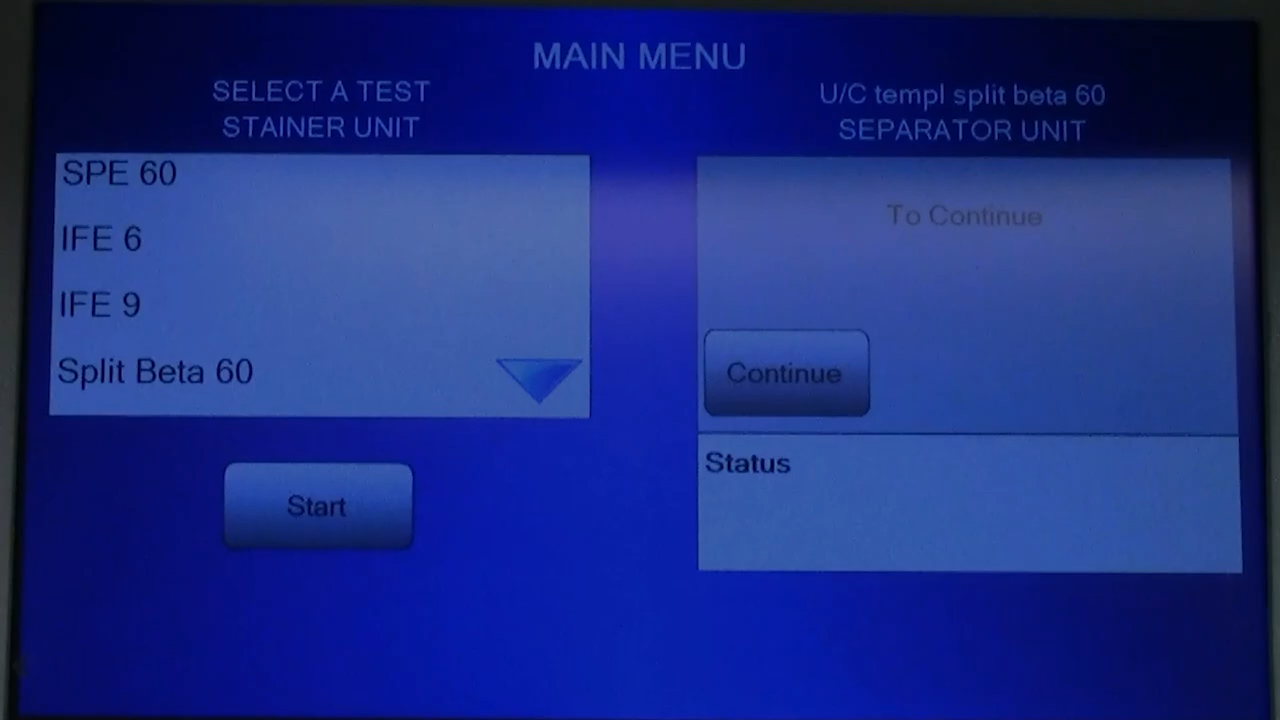 MAIN MENU
SELECT A TEST
STAINER UNIT
SPE 60
IFE 6
IFE 9
Split Beta 60
Start
U/C templ split beta 60
SEPARATOR UNIT
To Continue
Continue
Status